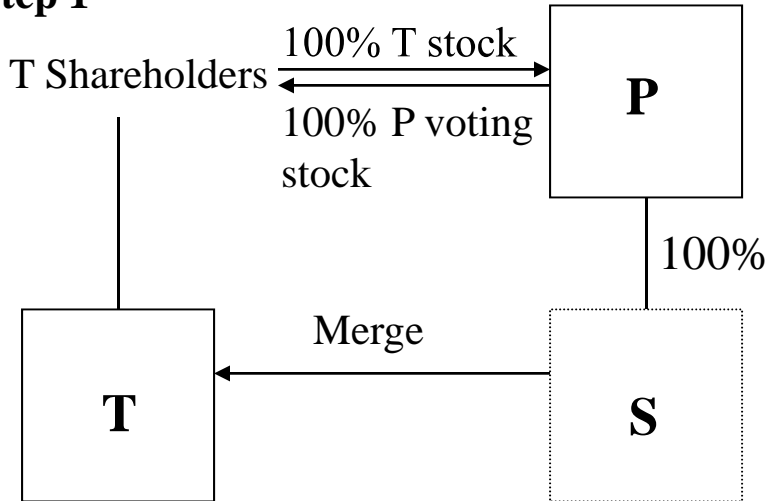 tep 1
100% T stock
T Shareholders
P
100% P voting
stock
100%
Merge
T
S